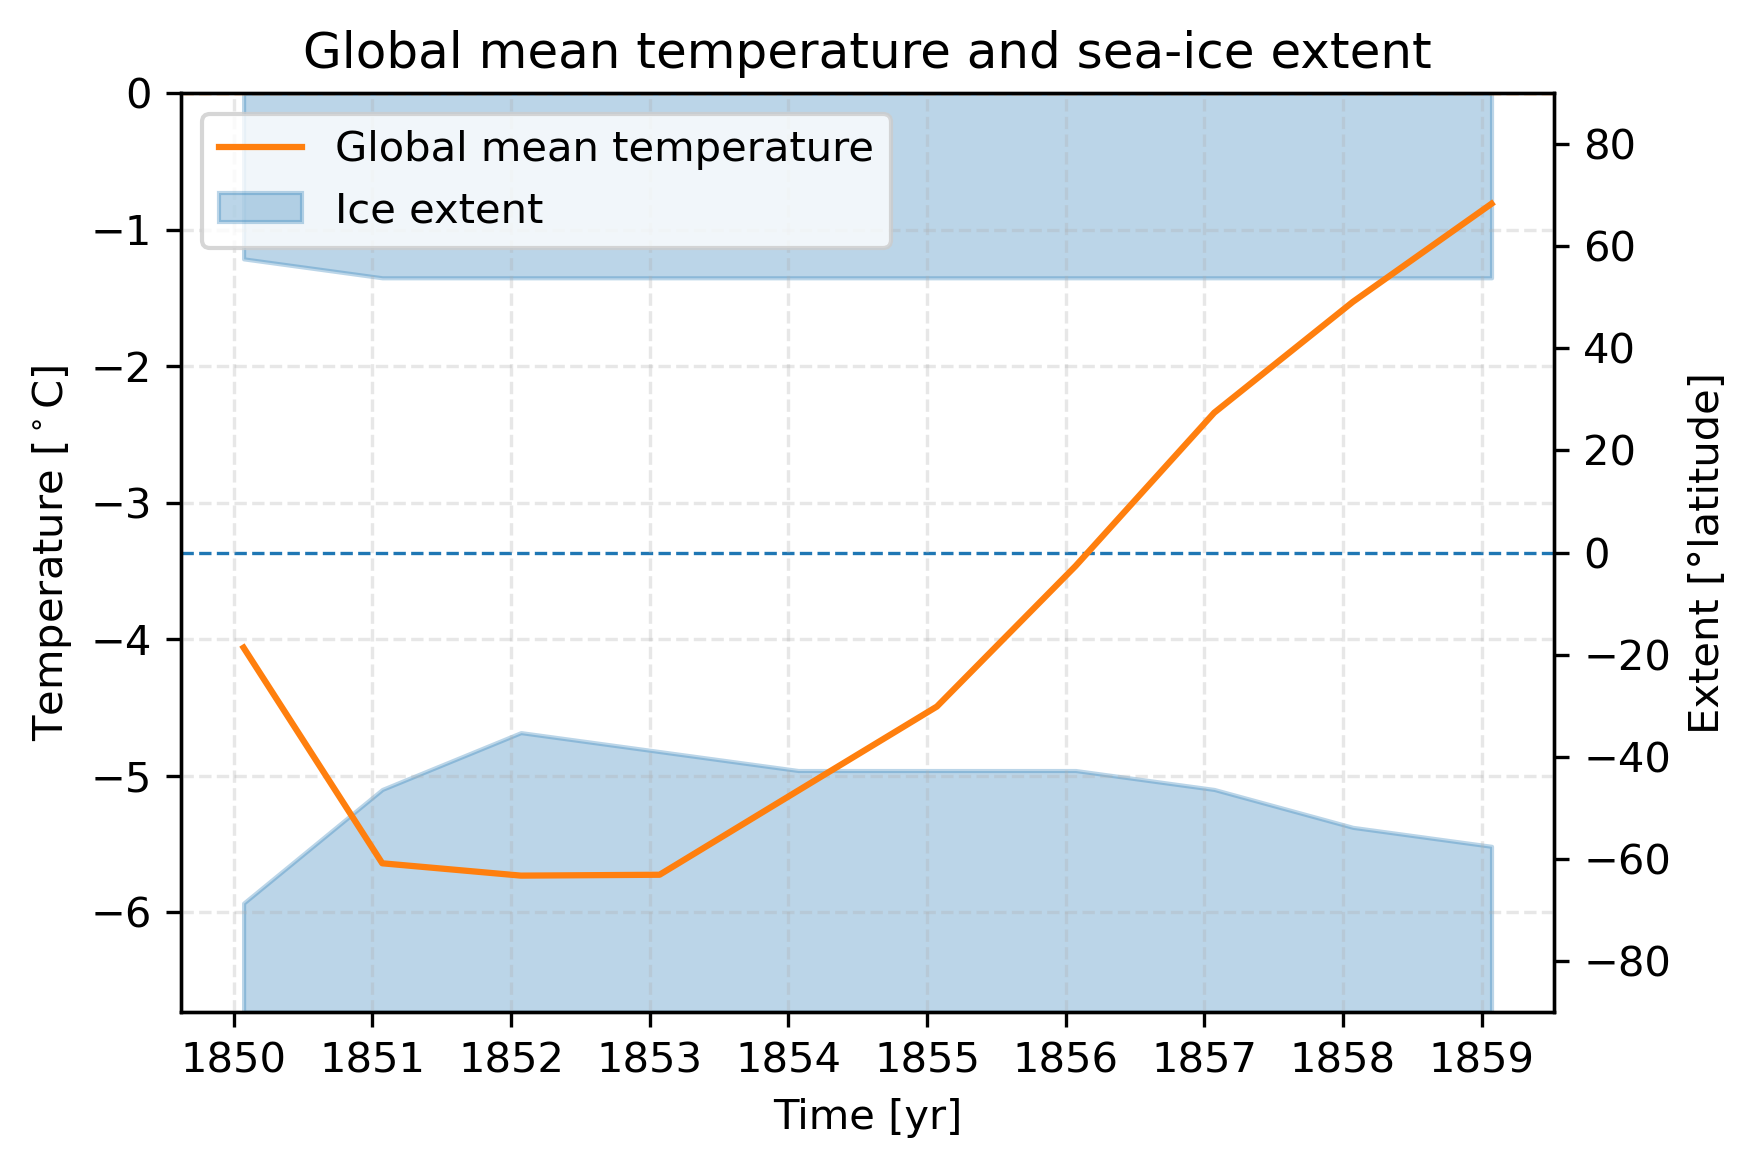 Global mean temperature and sea-ice extent
0
−1
−2
−3
−4
−5
−6
Temperature [°C]
Global mean temperature
Ice extent
80
60
40
20
0
−20
−40
−60
−80
Extent [°latitude]
1850 1851 1852 1853 1854 1855 1856 1857 1858 1859
Time [yr]